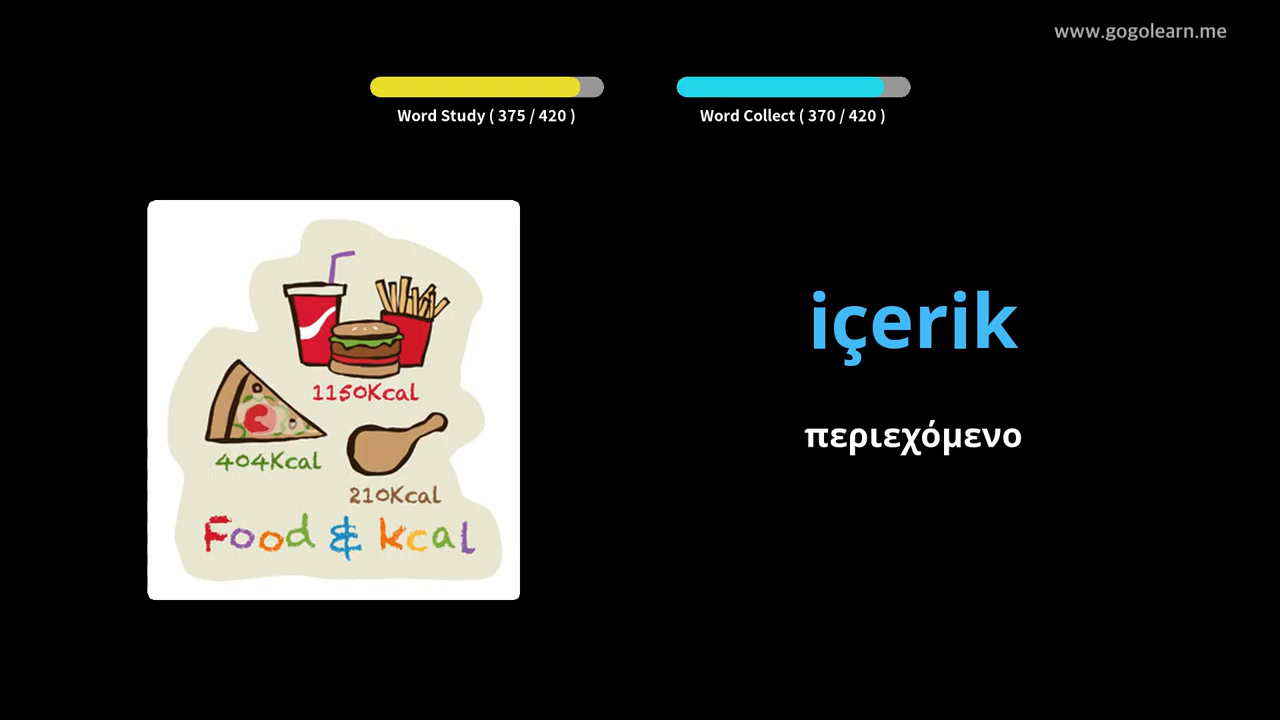 www.gogolearn.me
Word Study ( 375 / 420 )
Word Collect ( 370 / 420 )
1150Kcal
404Kcal
210Kcal
Food & kcal
içerik
περιεχόμενο